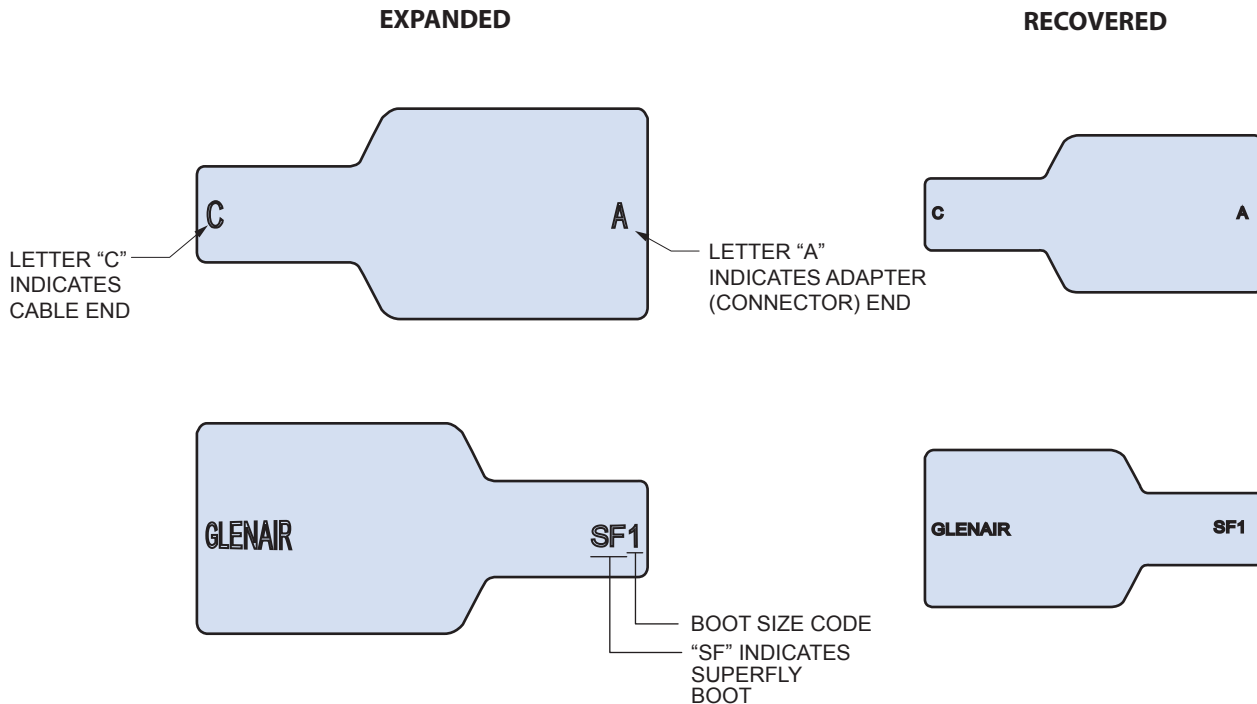 EXPANDED
RECOVERED
C
A
C
A
LETTER “C”
INDICATES
CABLE END
LETTER “A”
INDICATES ADAPTER
(CONNECTOR) END
GLENAIR
SF1
GLENAIR
SF1
BOOT SIZE CODE
“SF” INDICATES
SUPERFLY
BOOT